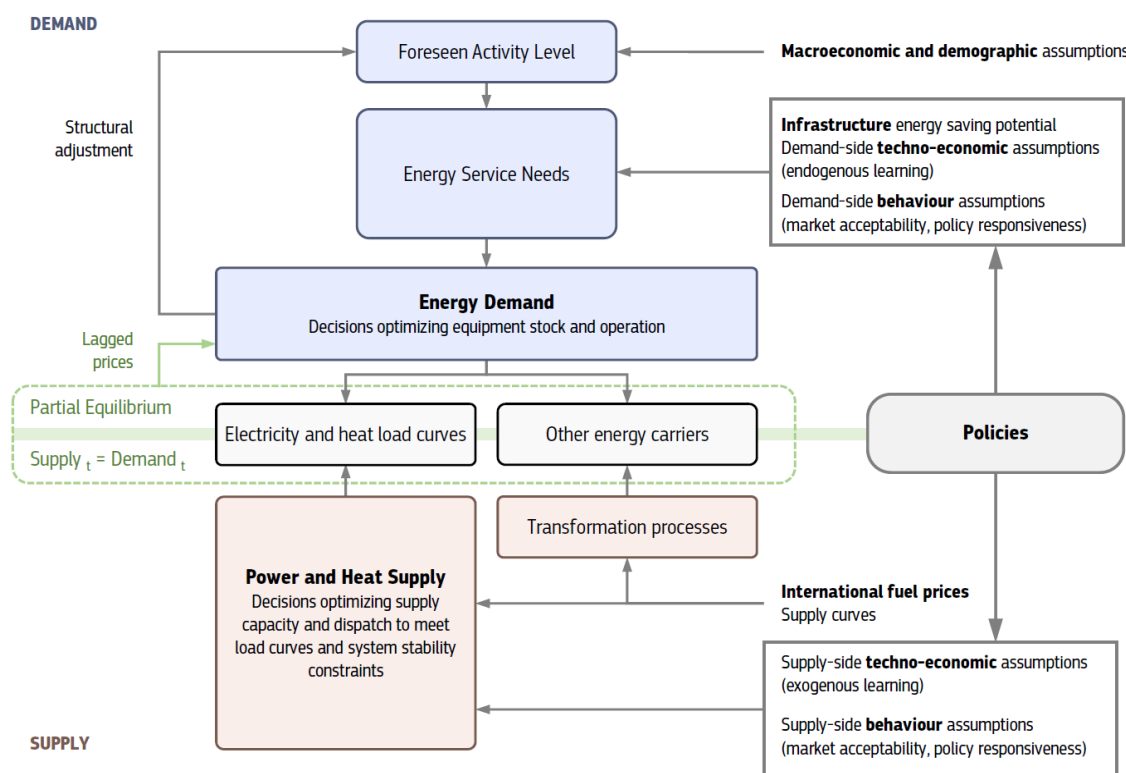 DEMAND
Foreseen Activity Level
Macroeconomic and demographic assumptions
Structural
adjustment
Energy Service Needs
Infrastructure energy saving potential
Demand-side techno-economic assumptions
(endogenous learning)
Demand-side behaviour assumptions
(market acceptability, policy responsiveness)
Energy Demand
Decisions optimizing equipment stock and operation
Lagged
prices
Partial Equilibrium
Supply t = Demand t
Electricity and heat load curves
Other energy carriers
Policies
Transformation processes
Power and Heat Supply
Decisions optimizing supply
capacity and dispatch to meet
load curves and system stability
constraints
International fuel prices
Supply curves
Supply-side techno-economic assumptions
(exogenous learning)
Supply-side behaviour assumptions
(market acceptability, policy responsiveness)
SUPPLY